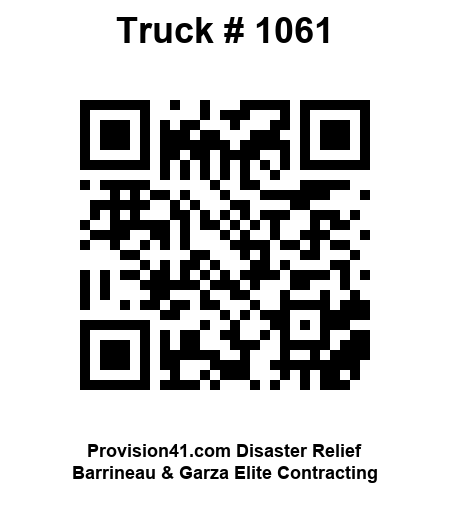 Truck # 1061
Provision41.com Disaster Relief
Barrineau & Garza Elite Contracting